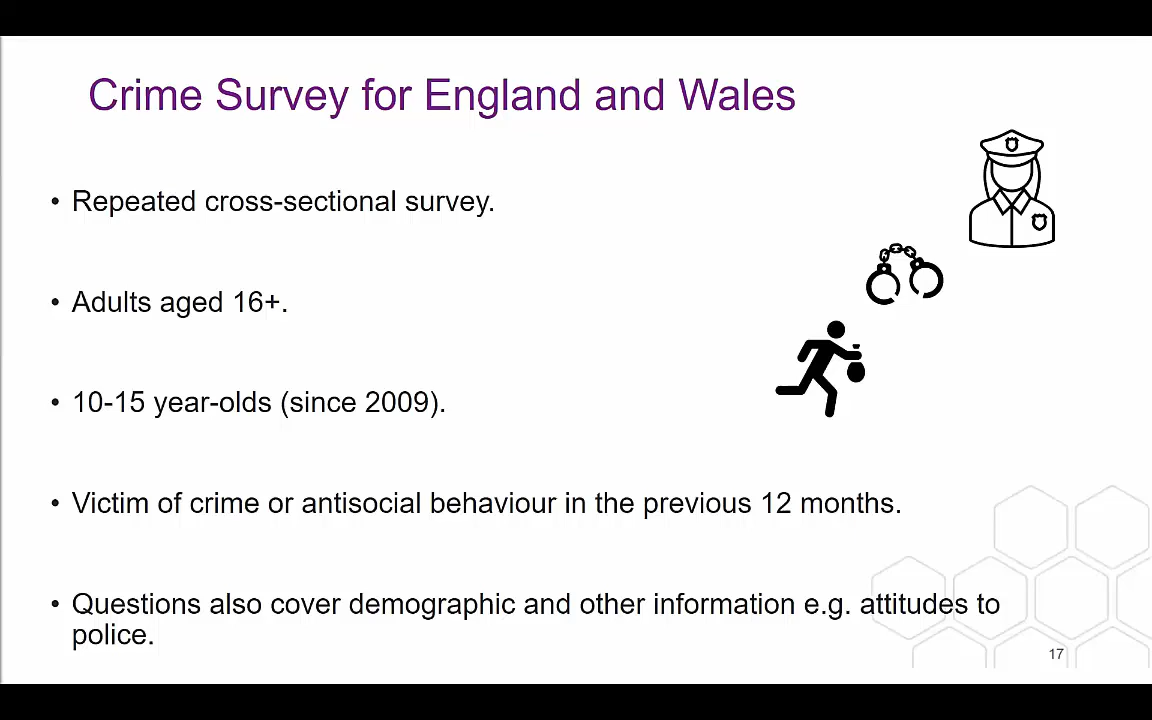 Crime Survey for England and Wales
• Repeated cross-sectional survey.
• Adults aged 16+.
• 10-15 year-olds (since 2009).
• Victim of crime or antisocial behaviour in the previous 12 months.
• Questions also cover demographic and other information e.g. attitudes to
police.
17